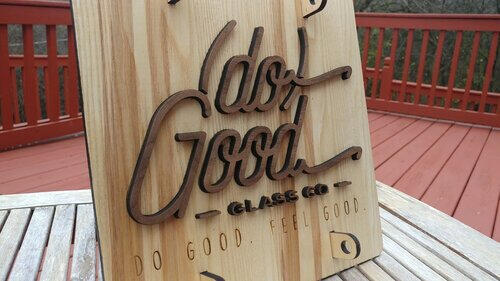 (do)
Good
- GLASS CO -
DO GOOD. FEEL GOOD.